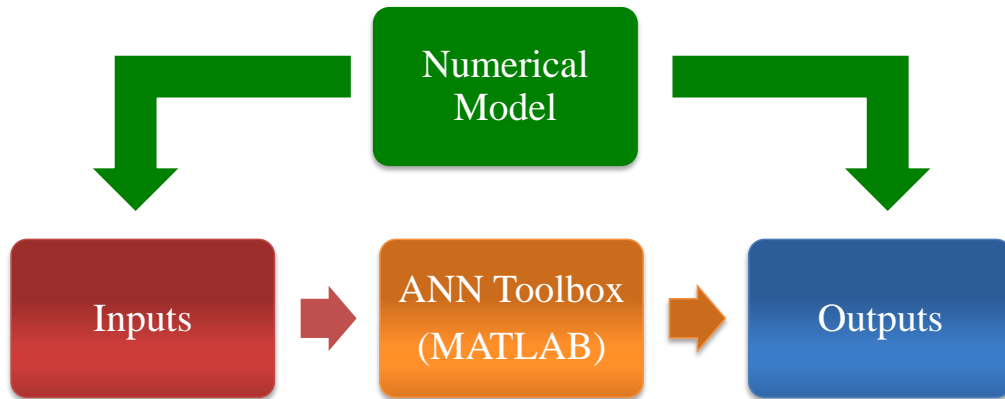 Numerical
Model
Inputs
ANN Toolbox
(MATLAB)
Outputs